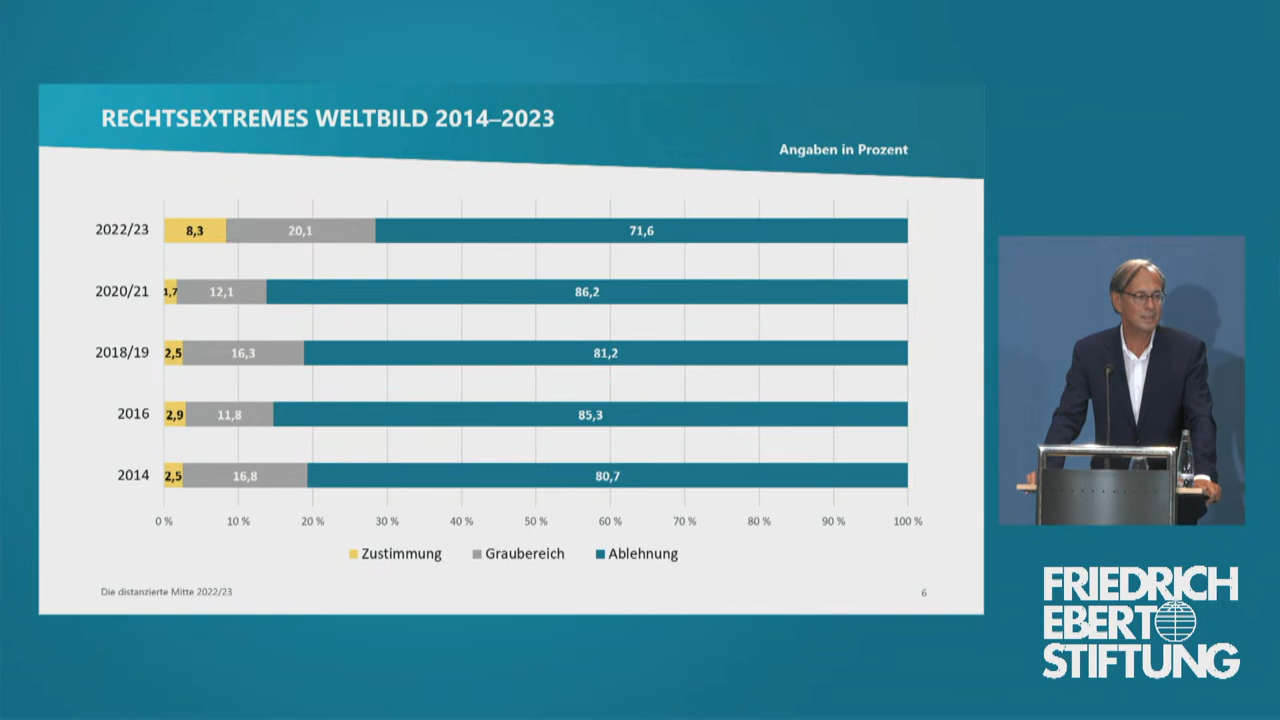 RECHTSEXTREMES WELTBILD 2014–2023
Angaben in Prozent
2022/23 8,3 20,1 71,6
2020/21 1,7 12,1 86,2
2018/19 2,5 16,3 81,2
2016 2,9 11,8 85,3
2014 2,5 16,8 80,7
0 % 10 % 20 % 30 % 40 % 50 % 60 % 70 % 80 % 90 % 100 %
Zustimmung Graubereich Ablehnung
Die distanzierte Mitte 2022/23 6
FRIEDRICH
EBERT
STIFTUNG